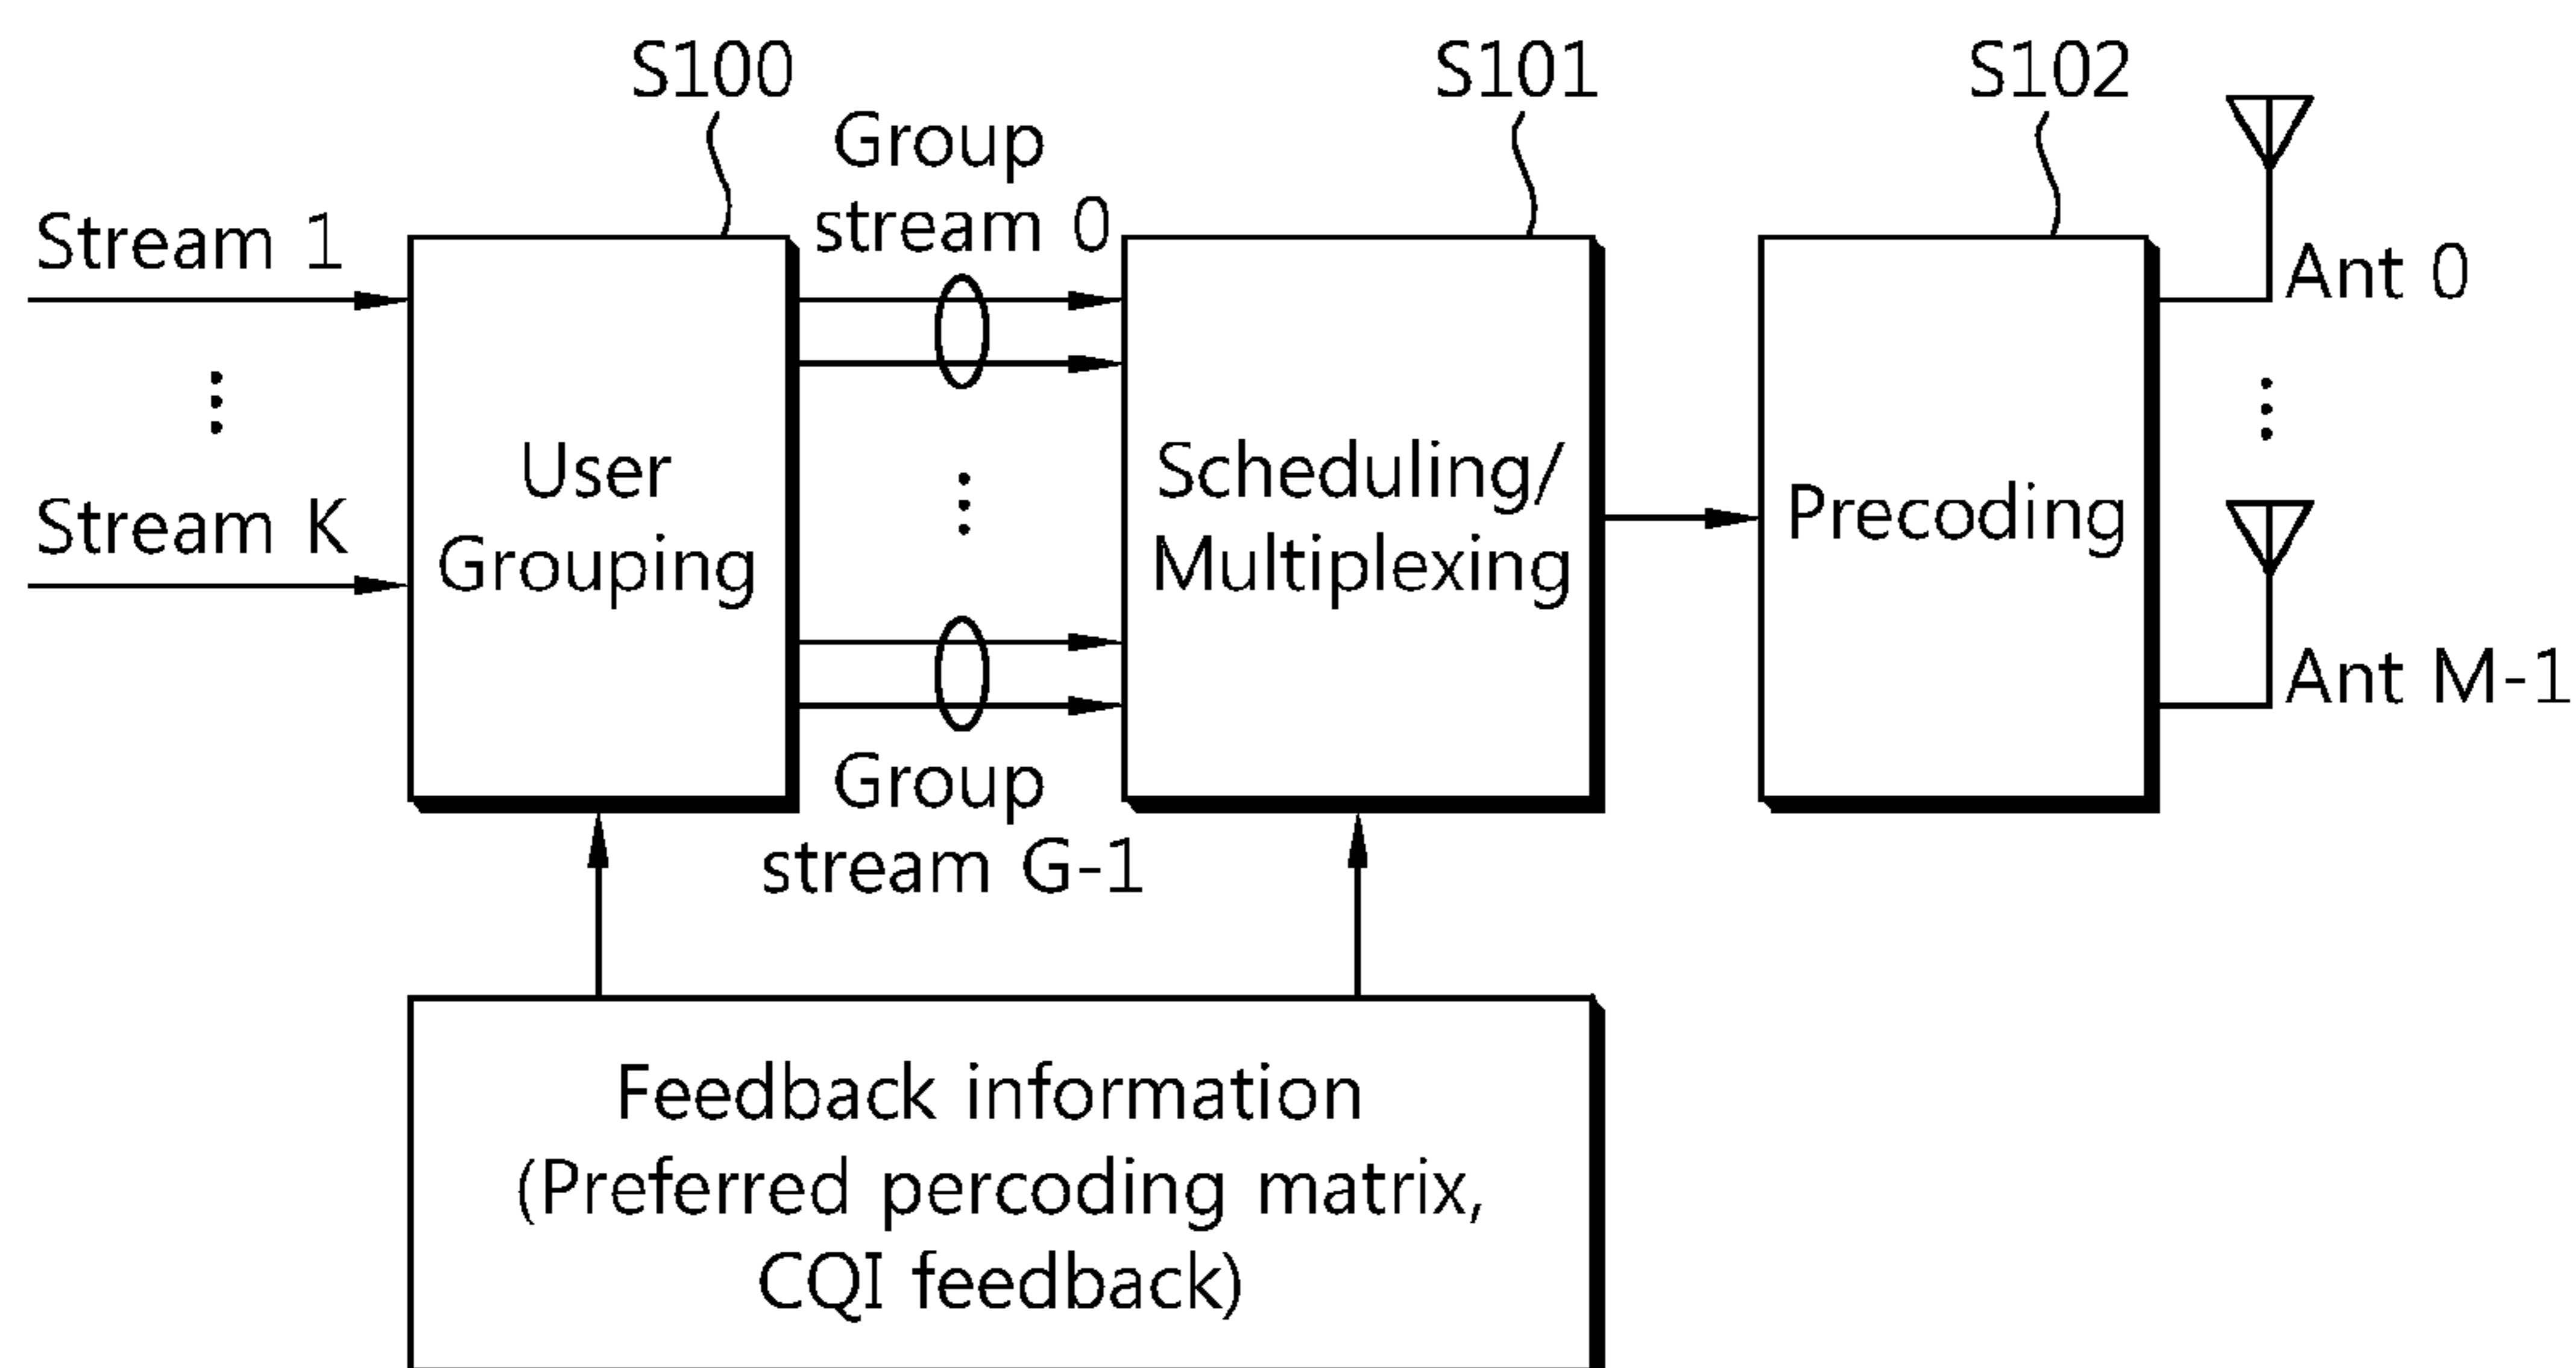 S100
S101
S102
Stream 1
Stream K
User
Grouping
Group
stream 0
Group
stream G-1
Scheduling/
Multiplexing
Precoding
Ant 0
Ant M-1
Feedback information
(Preferred percoding matrix,
CQI feedback)